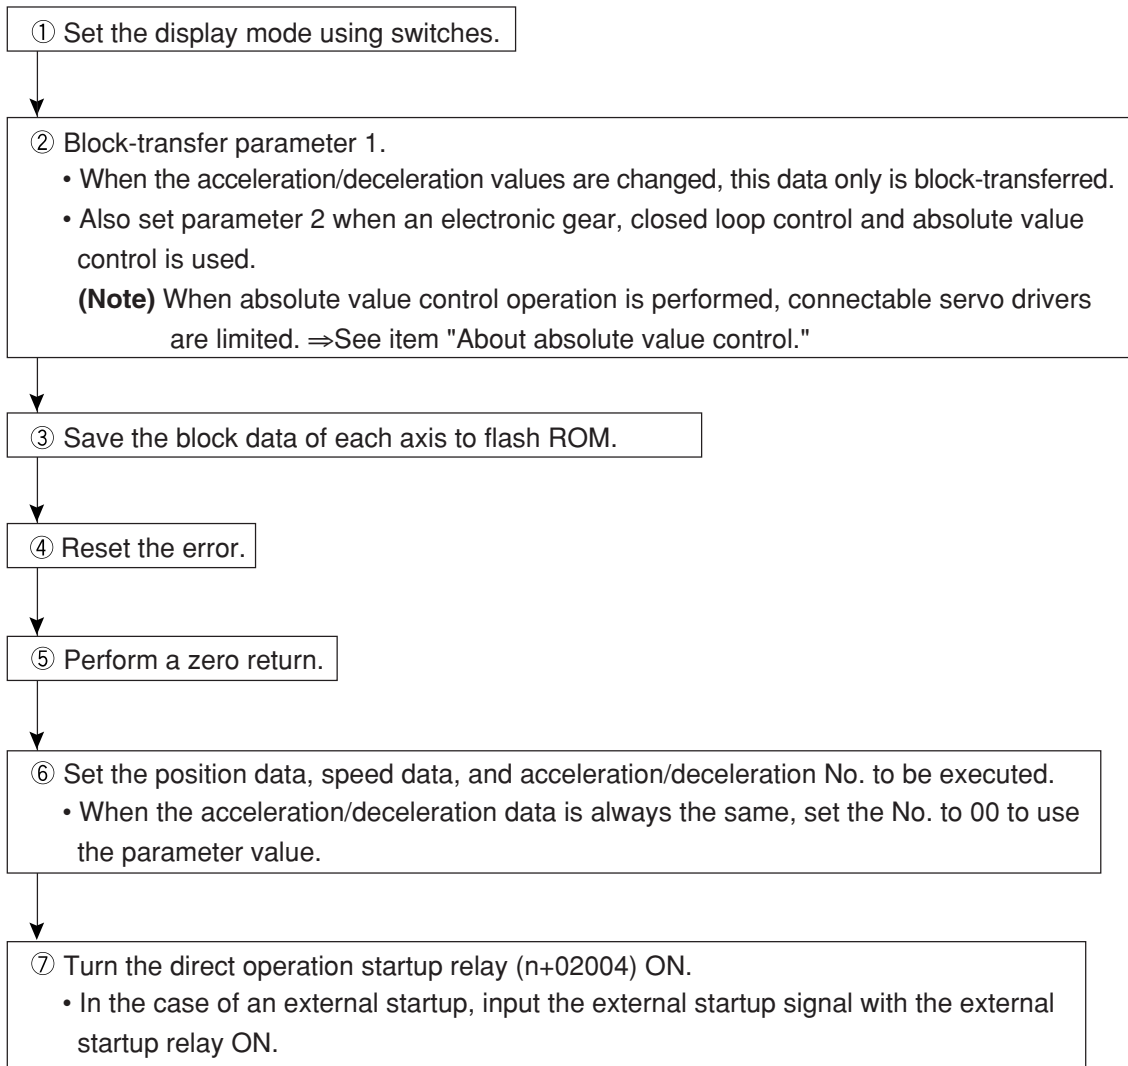 ① Set the display mode using switches.
② Block-transfer parameter 1.
• When the acceleration/deceleration values are changed, this data only is block-transferred.
• Also set parameter 2 when an electronic gear, closed loop control and absolute value
control is used.
(Note) When absolute value control operation is performed, connectable servo drivers
are limited. ⇒See item "About absolute value control."
③ Save the block data of each axis to flash ROM.
④ Reset the error.
⑤ Perform a zero return.
⑥ Set the position data, speed data, and acceleration/deceleration No. to be executed.
• When the acceleration/deceleration data is always the same, set the No. to 00 to use
the parameter value.
⑦ Turn the direct operation startup relay (n+02004) ON.
• In the case of an external startup, input the external startup signal with the external
startup relay ON.